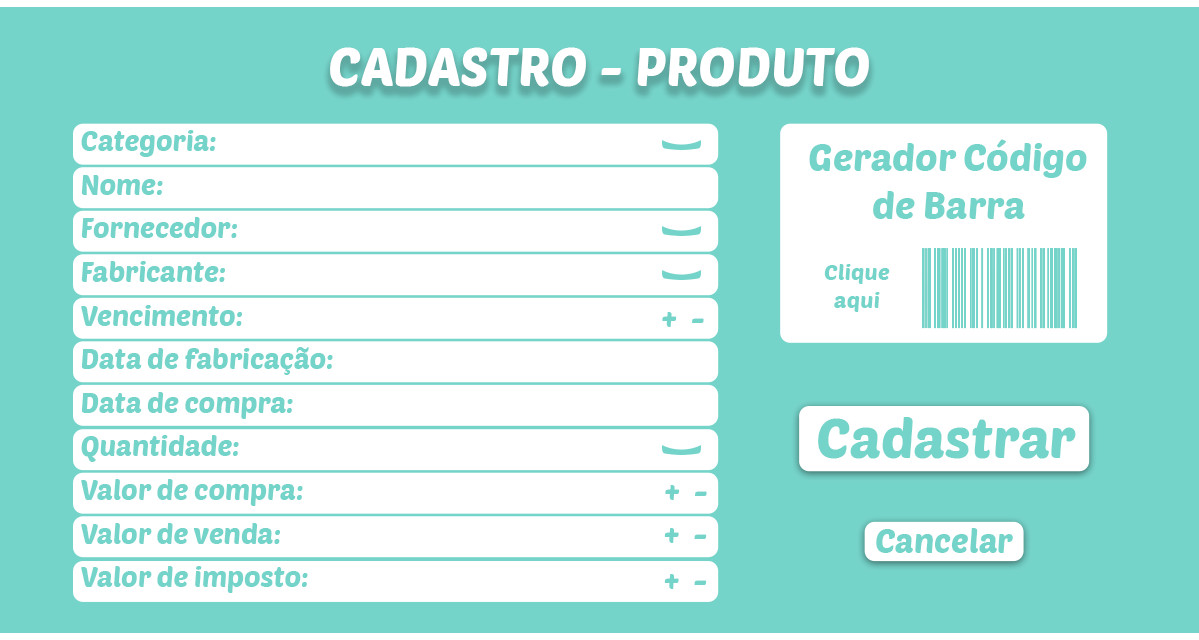 CADASTRO - PRODUTO
Categoria:
Nome:
Fornecedor:
Fabricante:
Vencimento: + -
Data de fabricação:
Data de compra:
Quantidade:
Valor de compra: + -
Valor de venda: + -
Valor de imposto: + -
Gerador Código
de Barra
Clique
aqui
Cadastrar
Cancelar